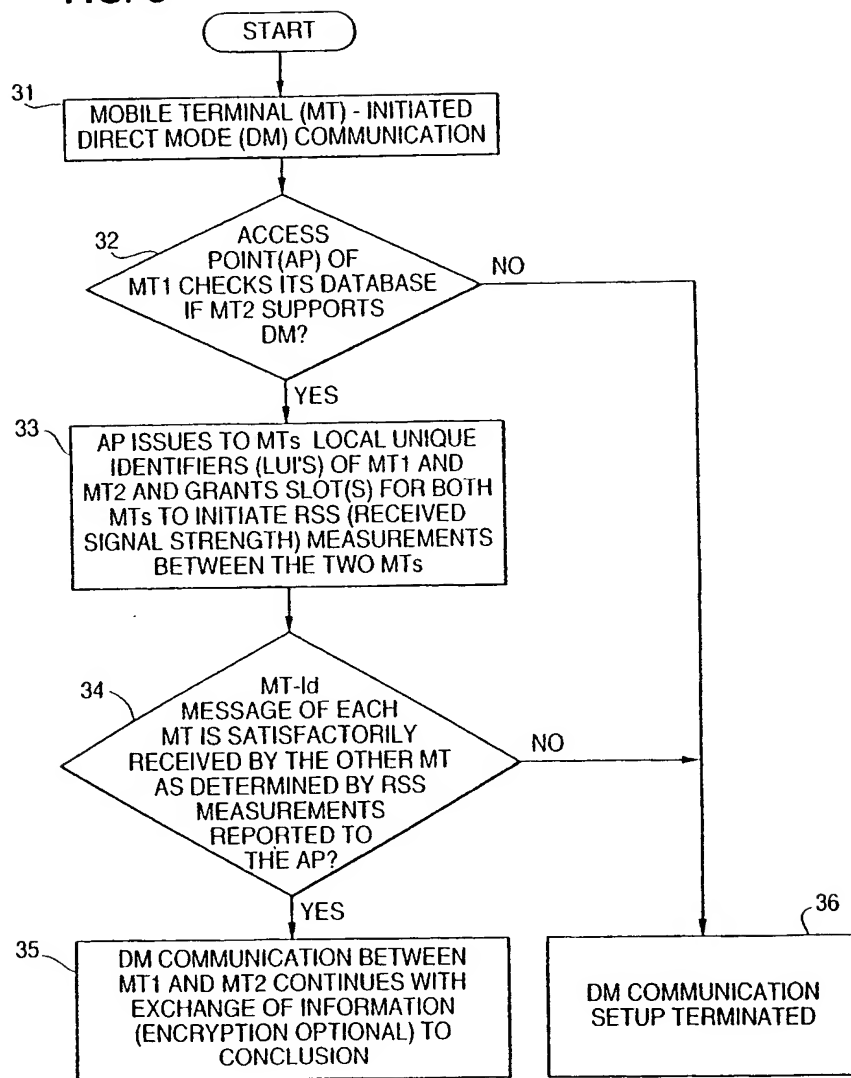 START
31
MOBILE TERMINAL (MT) - INITIATED
DIRECT MODE (DM) COMMUNICATION
32
ACCESS
POINT(AP) OF
MT1 CHECKS ITS DATABASE
IF MT2 SUPPORTS
DM?
NO
YES
33
AP ISSUES TO MTs LOCAL UNIQUE
IDENTIFIERS (LUI'S) OF MT1 AND
MT2 AND GRANTS SLOT(S) FOR BOTH
MTs TO INITIATE RSS (RECEIVED
SIGNAL STRENGTH) MEASUREMENTS
BETWEEN THE TWO MTs
34
MT-Id
MESSAGE OF EACH
MT IS SATISFACTORILY
RECEIVED BY THE OTHER MT
AS DETERMINED BY RSS
MEASUREMENTS
REPORTED TO
THE AP?
NO
YES
35
DM COMMUNICATION BETWEEN
MT1 AND MT2 CONTINUES WITH
EXCHANGE OF INFORMATION
(ENCRYPTION OPTIONAL) TO
CONCLUSION
36
DM COMMUNICATION
SETUP TERMINATED